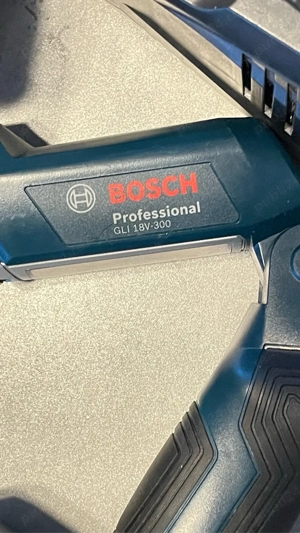 BOSCH
Professional
GLI 18V-300